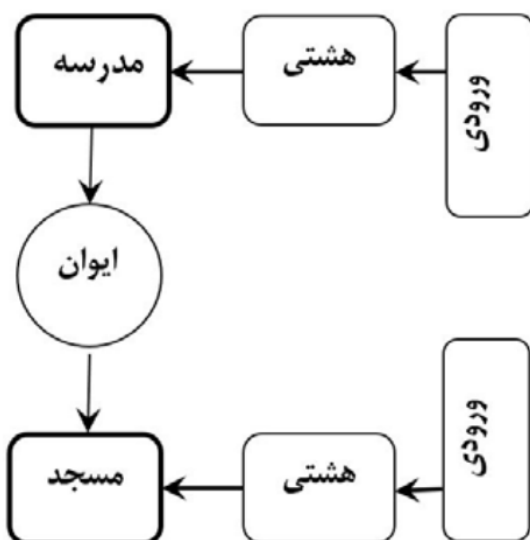 ورودی
هشتی
مدرسه
ایوان
ورودی
هشتی
مسجد